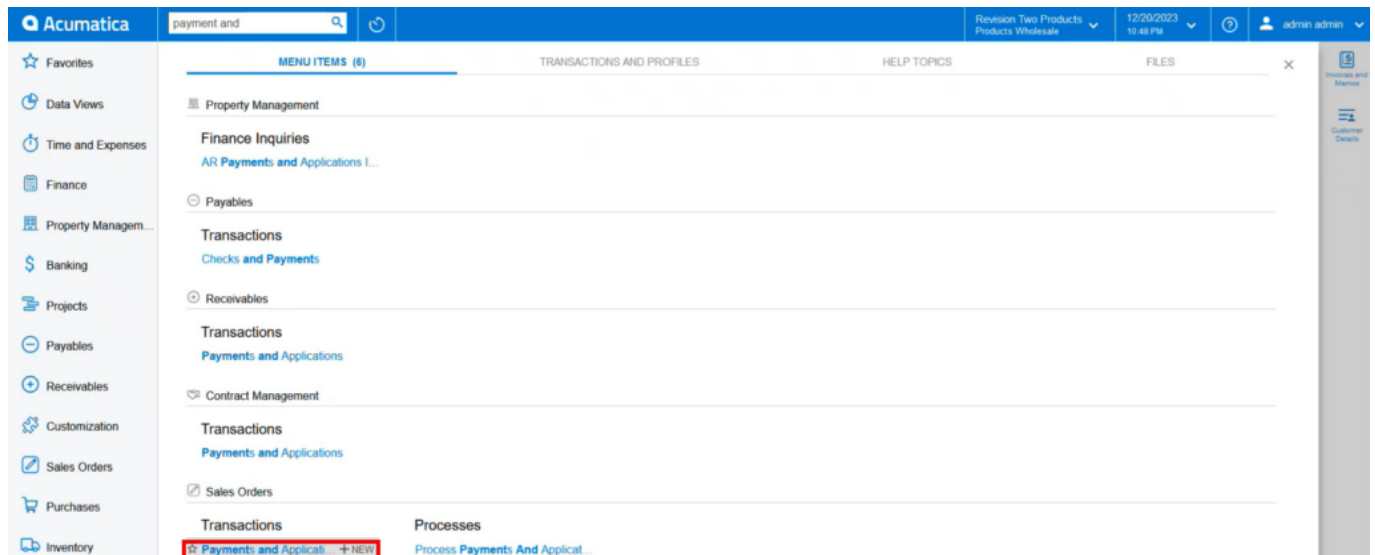 Acumatica
payment and
Revision Two Products
Products Wholesale
12/20/2023
10:48 PM
?
admin admin
Favorites
Data Views
Time and Expenses
Finance
Property Managem...
Banking
Projects
Payables
Receivables
Customization
Sales Orders
Purchases
Inventory
MENU ITEMS (6)
TRANSACTIONS AND PROFILES
HELP TOPICS
FILES
Property Management
Finance Inquiries
AR Payments and Applications I...
Payables
Transactions
Checks and Payments
Receivables
Transactions
Payments and Applications
Contract Management
Transactions
Payments and Applications
Sales Orders
Transactions
Processes
Payments and Applicati... + NEW
Process Payments And Applicat...
Invoices and
Memos
Customer
Details